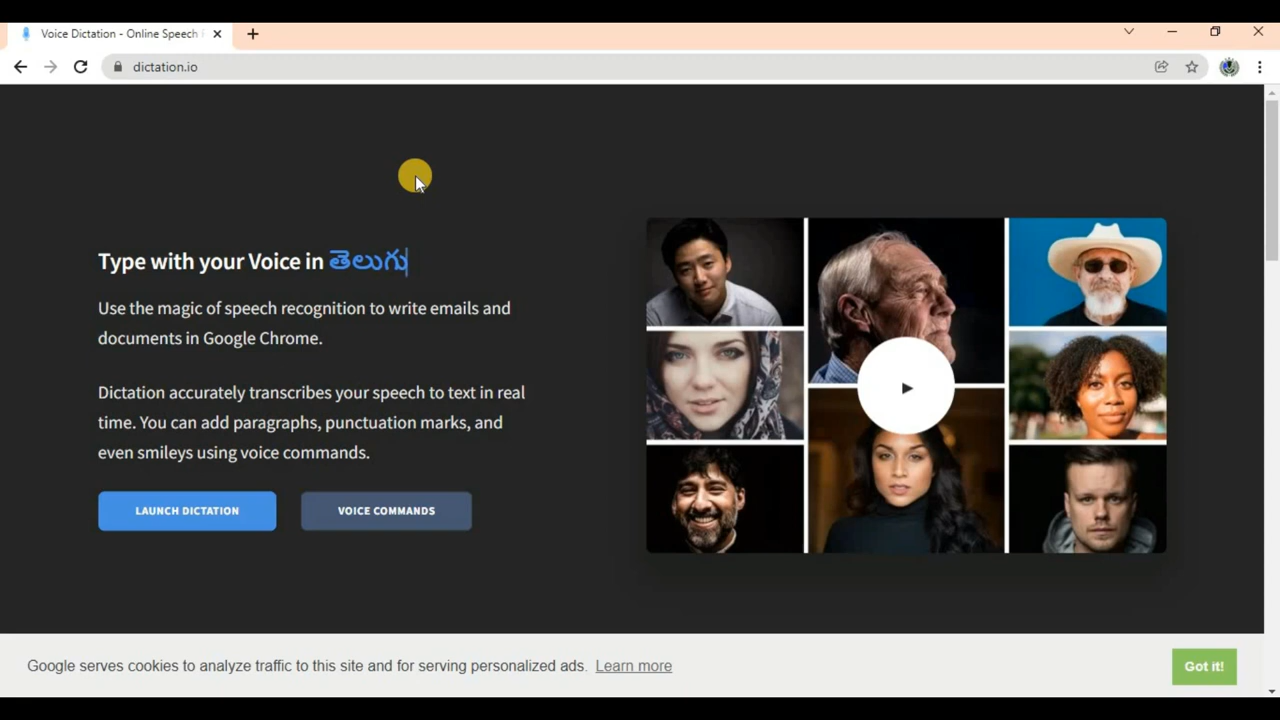 Voice Dictation - Online Speech
dictation.io
Type with your Voice in తెలుగు
Use the magic of speech recognition to write emails and
documents in Google Chrome.
Dictation accurately transcribes your speech to text in real
time. You can add paragraphs, punctuation marks, and
even smileys using voice commands.
LAUNCH DICTATION
VOICE COMMANDS
Google serves cookies to analyze traffic to this site and for serving personalized ads. Learn more
Got it!